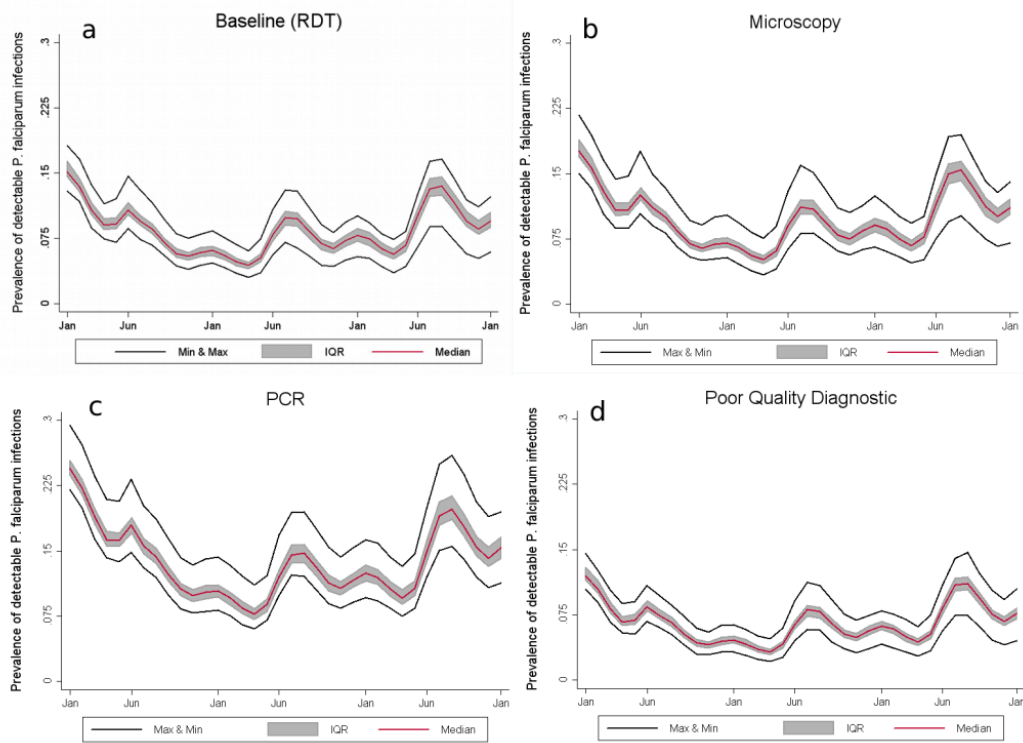 a
Baseline (RDT)
Prevalence of detectable P. falciparum infections
.3
.225
.15
.075
0
Jan Jun Jan Jun Jan Jun Jan
Min & Max IQR Median
b
Microscopy
Prevalence of detectable P. falciparum infections
.3
.225
.15
.075
0
Jan Jun Jan Jun Jan Jun Jan
Max & Min IQR Median
c
PCR
Prevalence of detectable P. falciparum infections
.3
.225
.15
.075
0
Jan Jun Jan Jun Jan Jun Jan
Max & Min IQR Median
d
Poor Quality Diagnostic
Prevalence of detectable P. falciparum infections
.3
.225
.15
.075
0
Jan Jun Jan Jun Jan Jun Jan
Max & Min IQR Median